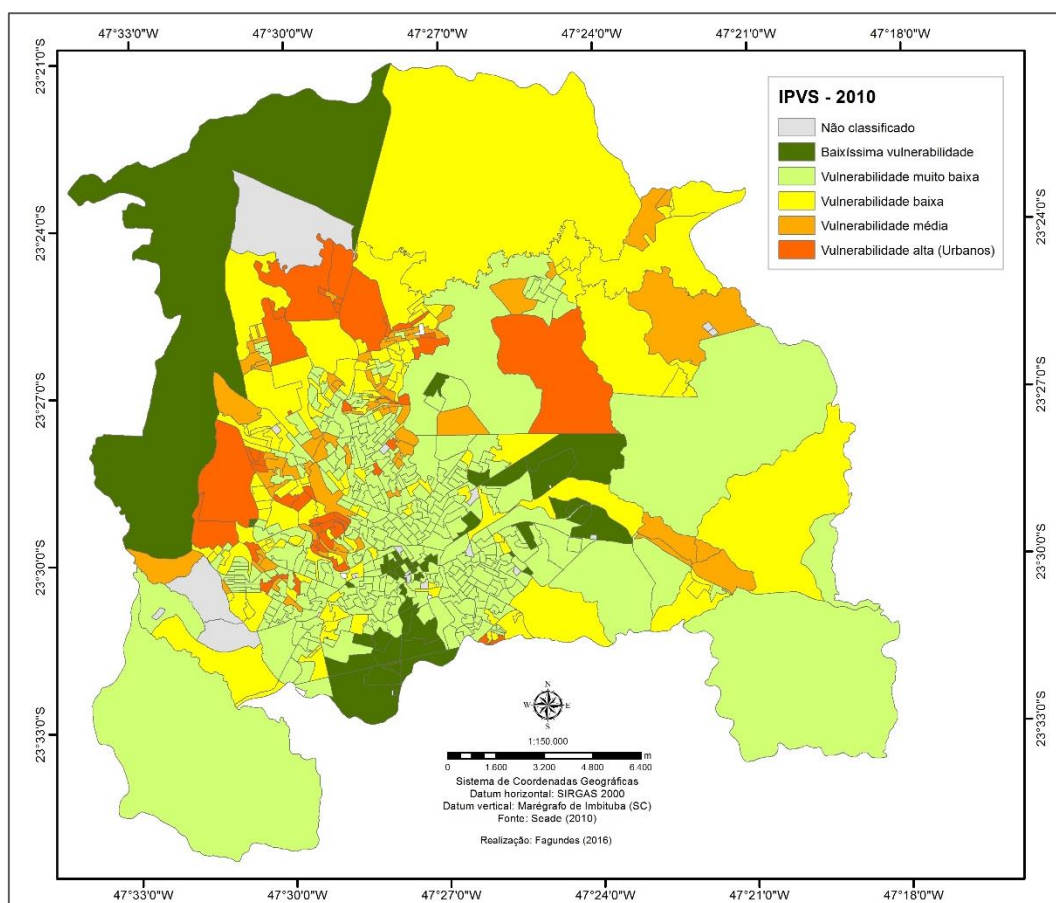 47°33'0"W 47°30'0"W 47°27'0"W 47°24'0"W 47°21'0"W 47°18'0"W
23°21'0"S
23°24'0"S
23°27'0"S
23°30'0"S
23°33'0"S
IPVS - 2010
Não classificado
Baixíssima vulnerabilidade
Vulnerabilidade muito baixa
Vulnerabilidade baixa
Vulnerabilidade média
Vulnerabilidade alta (Urbanos)
23°24'0"S
23°27'0"S
23°30'0"S
23°33'0"S
N
W E
S
1:150.000
m
0 1.600 3.200 4.800 6.400
Sistema de Coordenadas Geográficas
Datum horizontal: SIRGAS 2000
Datum vertical: Marégrafo de Imbituba (SC)
Fonte: Seade (2010)
Realização: Fagundes (2016)
47°33'0"W 47°30'0"W 47°27'0"W 47°24'0"W 47°21'0"W 47°18'0"W